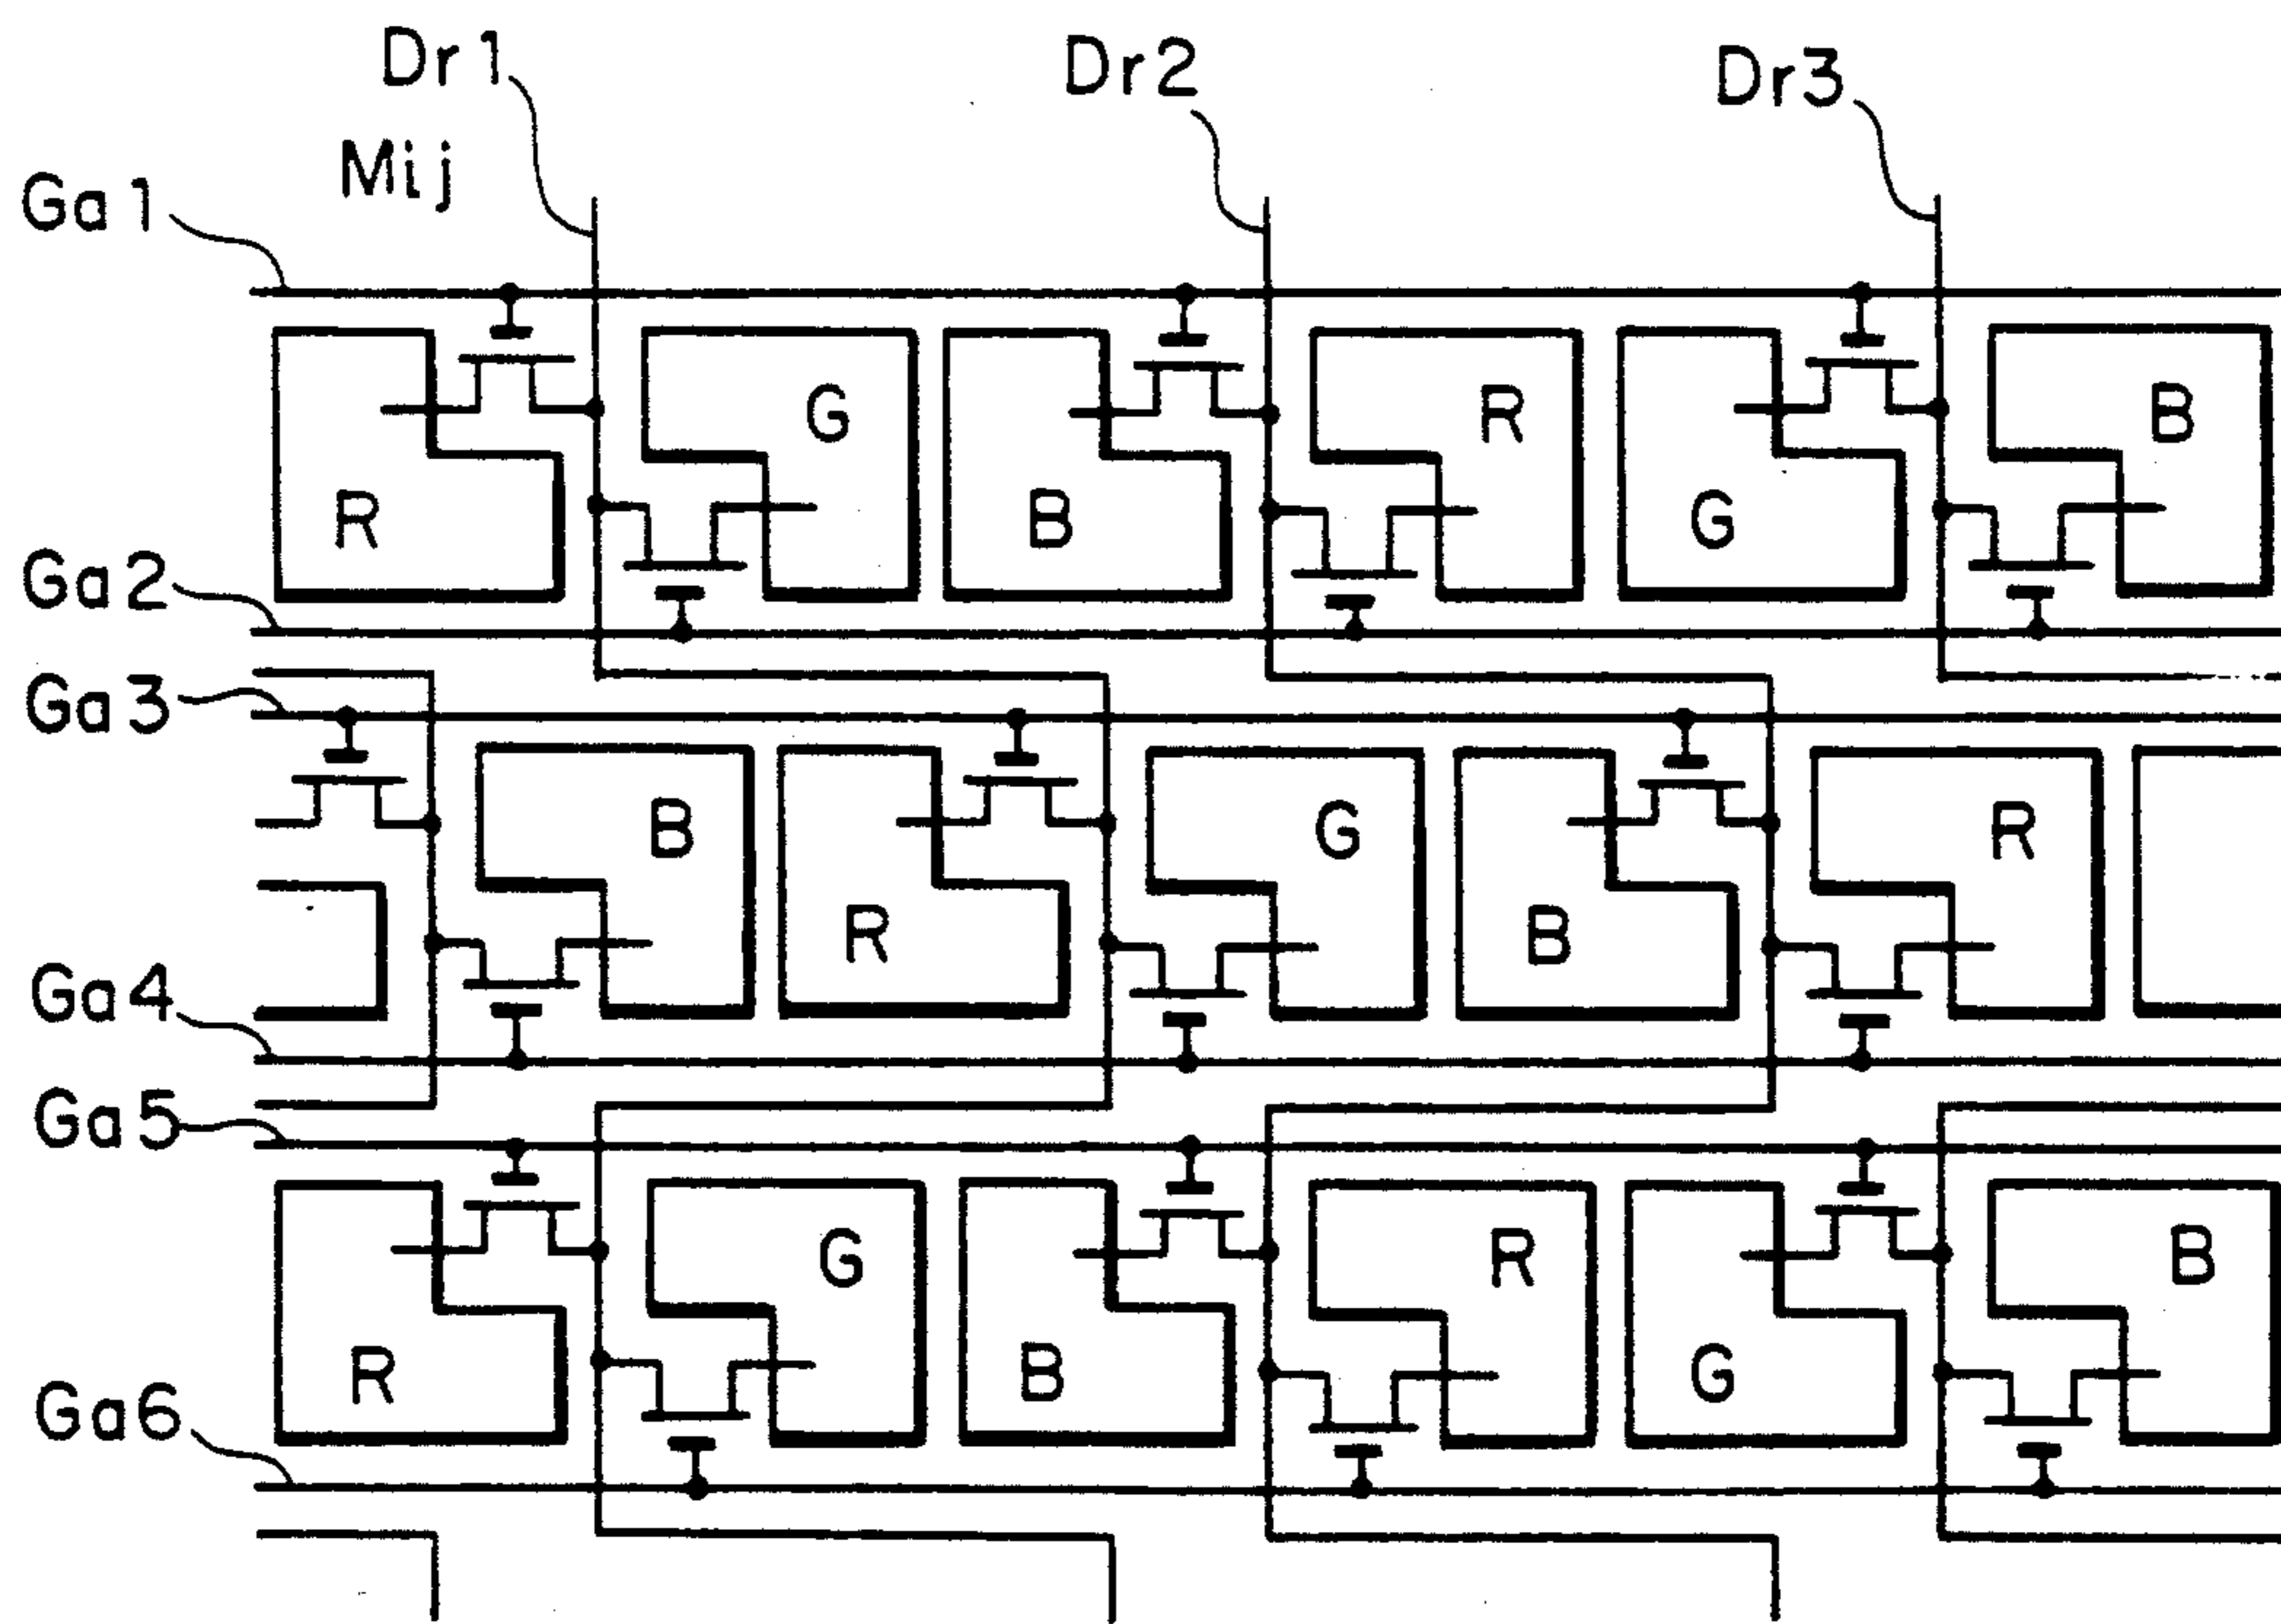 Dr1 Dr2 Dr3
Mij
Ga1
G R B
R B G
Ga2
Ga3
B G R
R B
Ga4
Ga5
G R B
R B G
Ga6